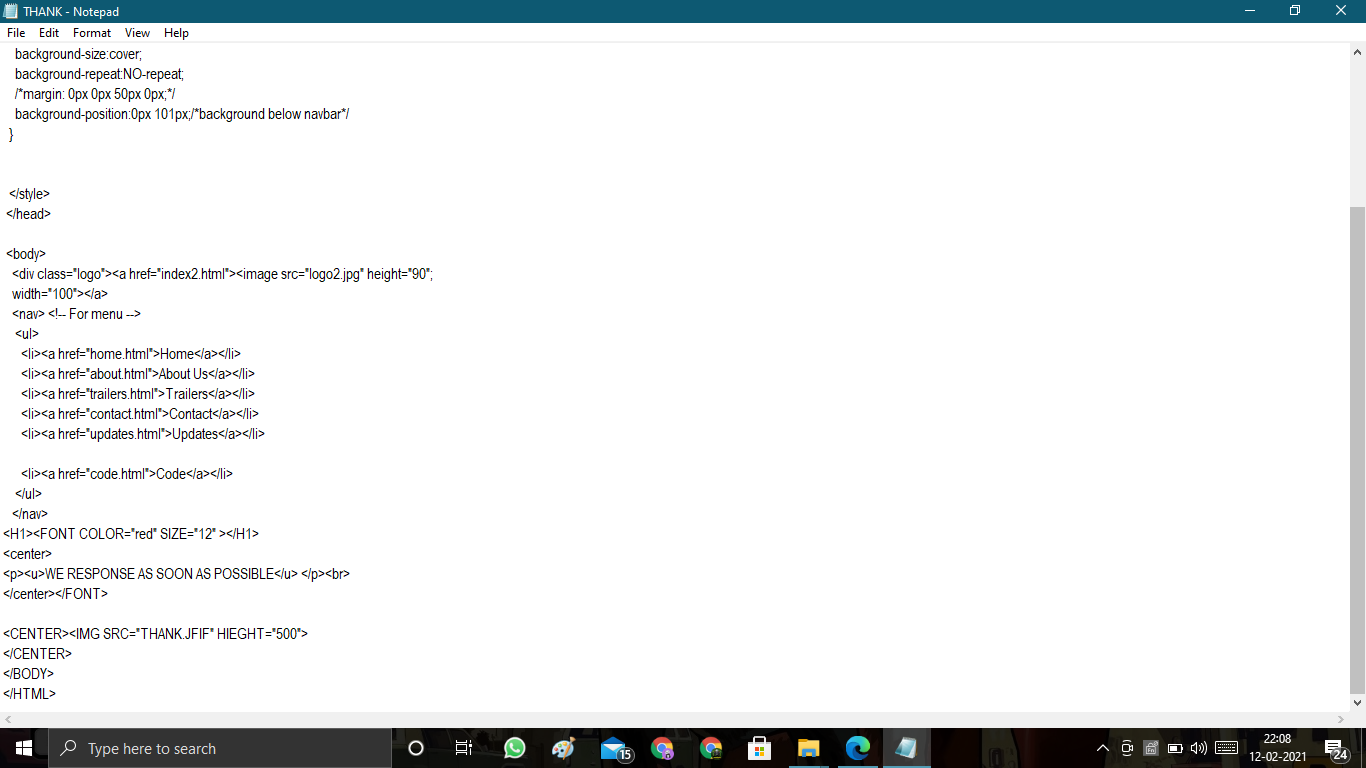 THANK - Notepad
File Edit Format View Help
background-size:cover;
background-repeat:NO-repeat;
/*margin: 0px 0px 50px 0px;*/
background-position:0px 101px;/*background below navbar*/
}
</style>
</head>
<body>
<div class="logo"><a href="index2.html"><image src="logo2.jpg" height="90";
width="100"></a>
<nav> <!-- For menu -->
<ul>
<li><a href="home.html">Home</a></li>
<li><a href="about.html">About Us</a></li>
<li><a href="trailers.html">Trailers</a></li>
<li><a href="contact.html">Contact</a></li>
<li><a href="updates.html">Updates</a></li>
<li><a href="code.html">Code</a></li>
</ul>
</nav>
<H1><FONT COLOR="red" SIZE="12" ></H1>
<center>
<p><u>WE RESPONSE AS SOON AS POSSIBLE</u> </p><br>
</center></FONT>
<CENTER><IMG SRC="THANK.JFIF" HIEGHT="500">
</CENTER>
</BODY>
</HTML>
Type here to search
15
22:08
12-02-2021
24